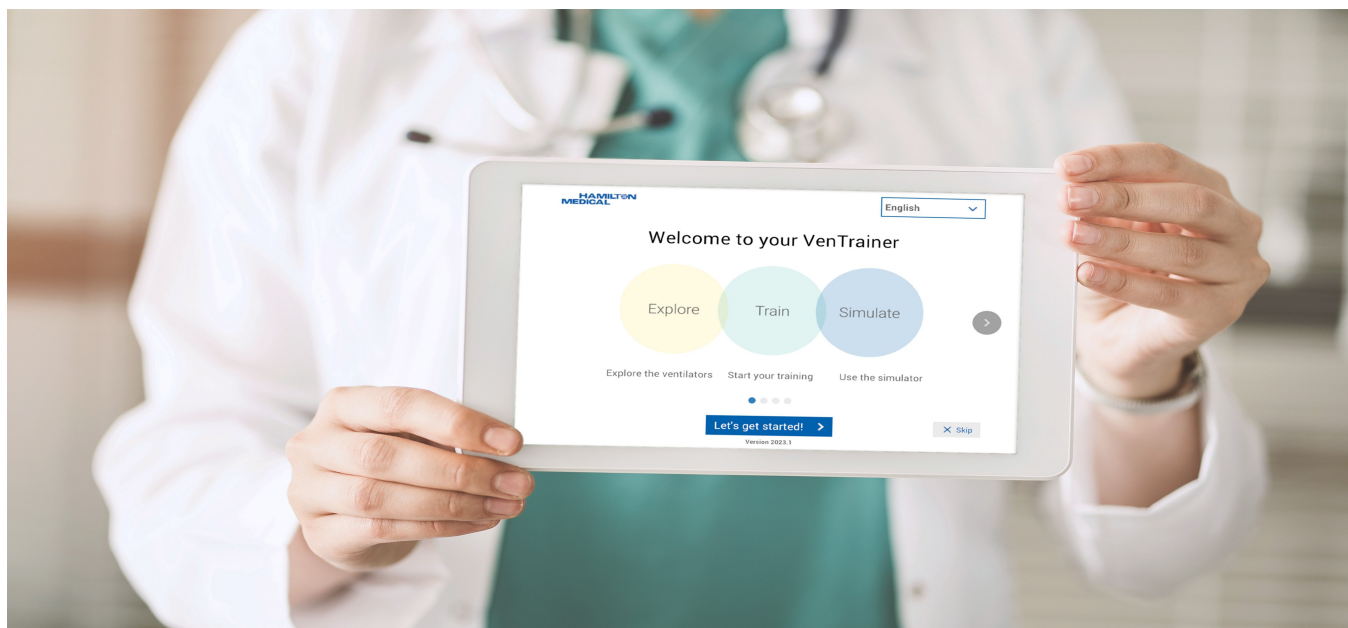 HAMILTON
MEDICAL
English
Welcome to your VenTrainer
Explore
Train
Simulate
Explore the ventilators
Start your training
Use the simulator
Let's get started!
Skip
Version 2023.1